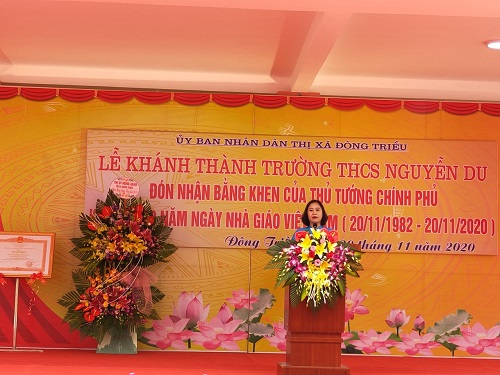 ỦY BAN NHÂN DÂN THỊ XÃ ĐÔNG TRIỀU
LỄ KHÁNH THÀNH TRƯỜNG THCS NGUYỄN DU
ĐÓN NHẬN BẰNG KHEN CỦA THỦ TƯỚNG CHÍNH PHỦ
NĂM NGÀY NHÀ GIÁO VIỆT NAM ( 20/11/1982 - 20/11/2020 )
Đông tháng 11 năm 2020